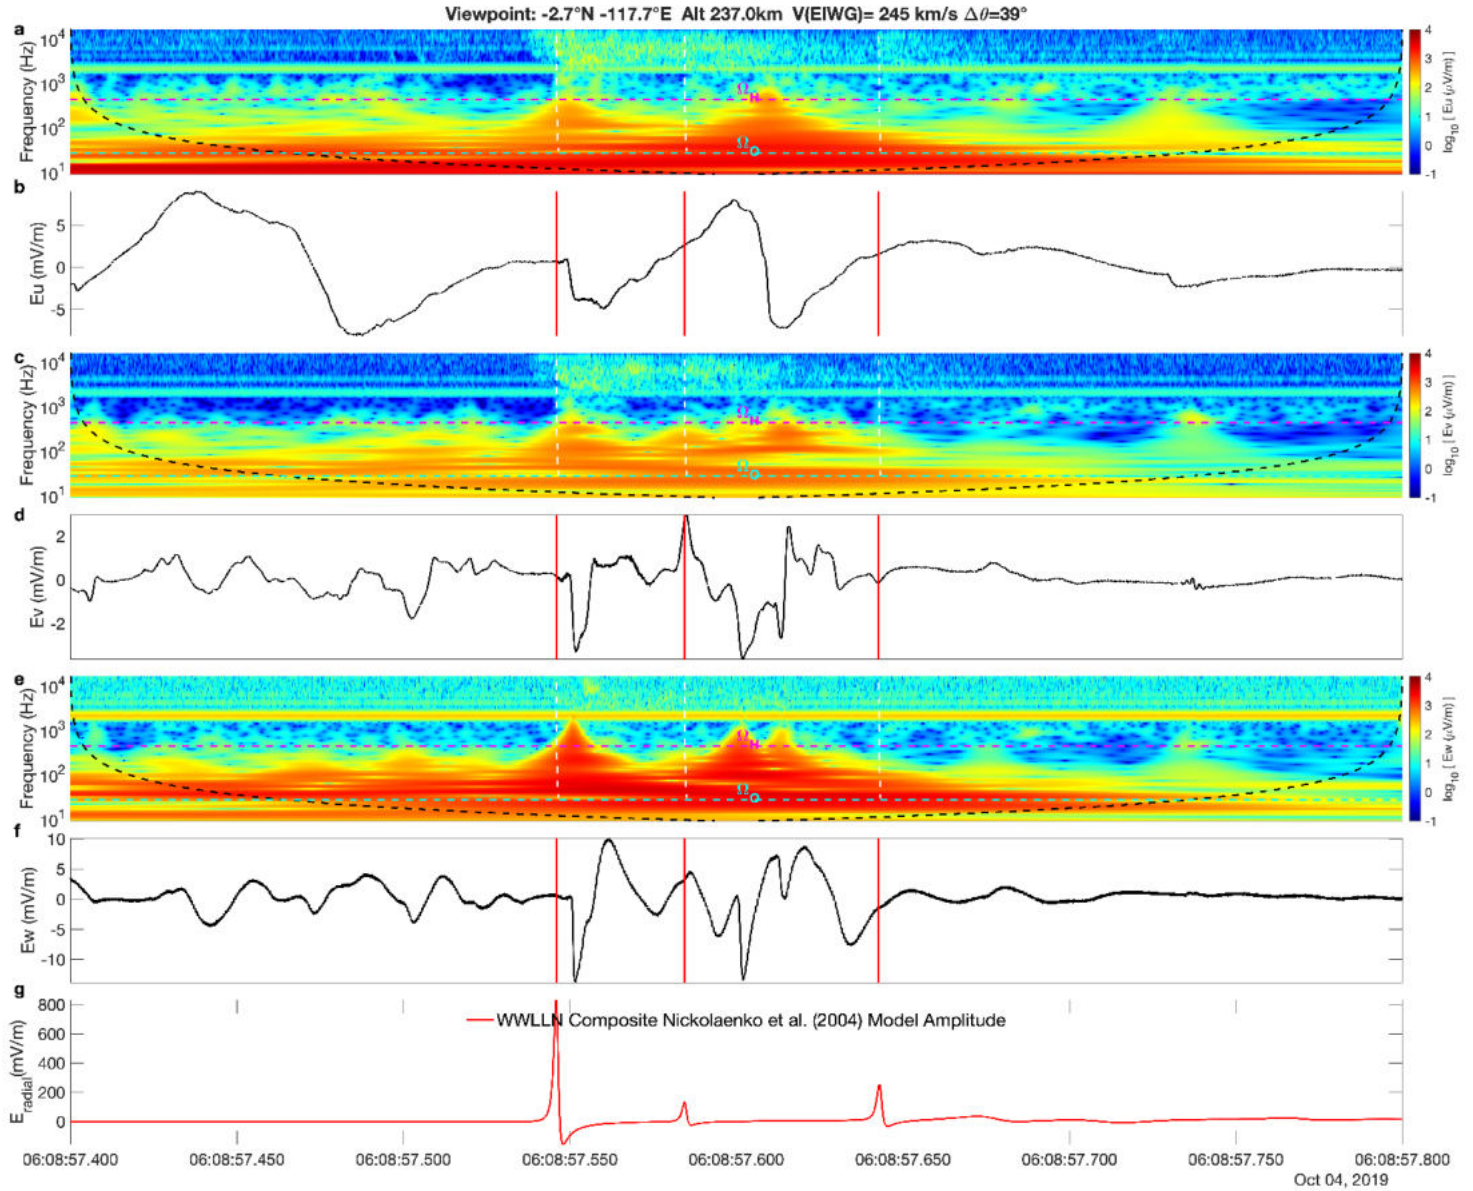 Viewpoint: -2.7°N -117.7°E Alt 237.0km V(EIWG)= 245 km/s Δθ=39°
a
Frequency (Hz)
10⁴
10³
10²
10¹
Ω_H
Ω_O
4
3
2
1
0
-1
log₁₀ [ Eu (μV/m) ]
b
Eu (mV/m)
5
0
-5
c
Frequency (Hz)
10⁴
10³
10²
10¹
Ω_H
Ω_O
4
3
2
1
0
-1
log₁₀ [ Ev (μV/m) ]
d
Ev (mV/m)
2
0
-2
e
Frequency (Hz)
10⁴
10³
10²
10¹
Ω_H
Ω_O
4
3
2
1
0
-1
log₁₀ [ Ew (μV/m) ]
f
Ew (mV/m)
10
5
0
-5
-10
g
E_radial (mV/m)
800
600
400
200
0
WWLLN Composite Nickolaenko et al. (2004) Model Amplitude
06:08:57.400 06:08:57.450 06:08:57.500 06:08:57.550 06:08:57.600 06:08:57.650 06:08:57.700 06:08:57.750 06:08:57.800
Oct 04, 2019